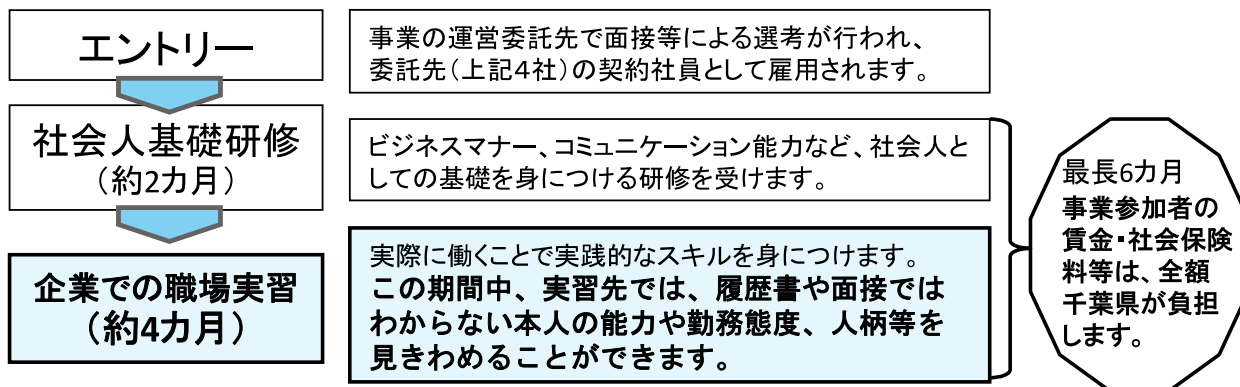 エントリー
事業の運営委託先で面接等による選考が行われ、
委託先(上記4社)の契約社員として雇用されます。
社会人基礎研修
(約2カ月)
ビジネスマナー、コミュニケーション能力など、社会人と
しての基礎を身につける研修を受けます。
企業での職場実習
(約4カ月)
実際に働くことで実践的なスキルを身につけます。
この期間中、実習先では、履歴書や面接では
わからない本人の能力や勤務態度、人柄等を
見きわめることができます。
最長6カ月
事業参加者の
賃金・社会保険
料等は、全額
千葉県が負担
します。